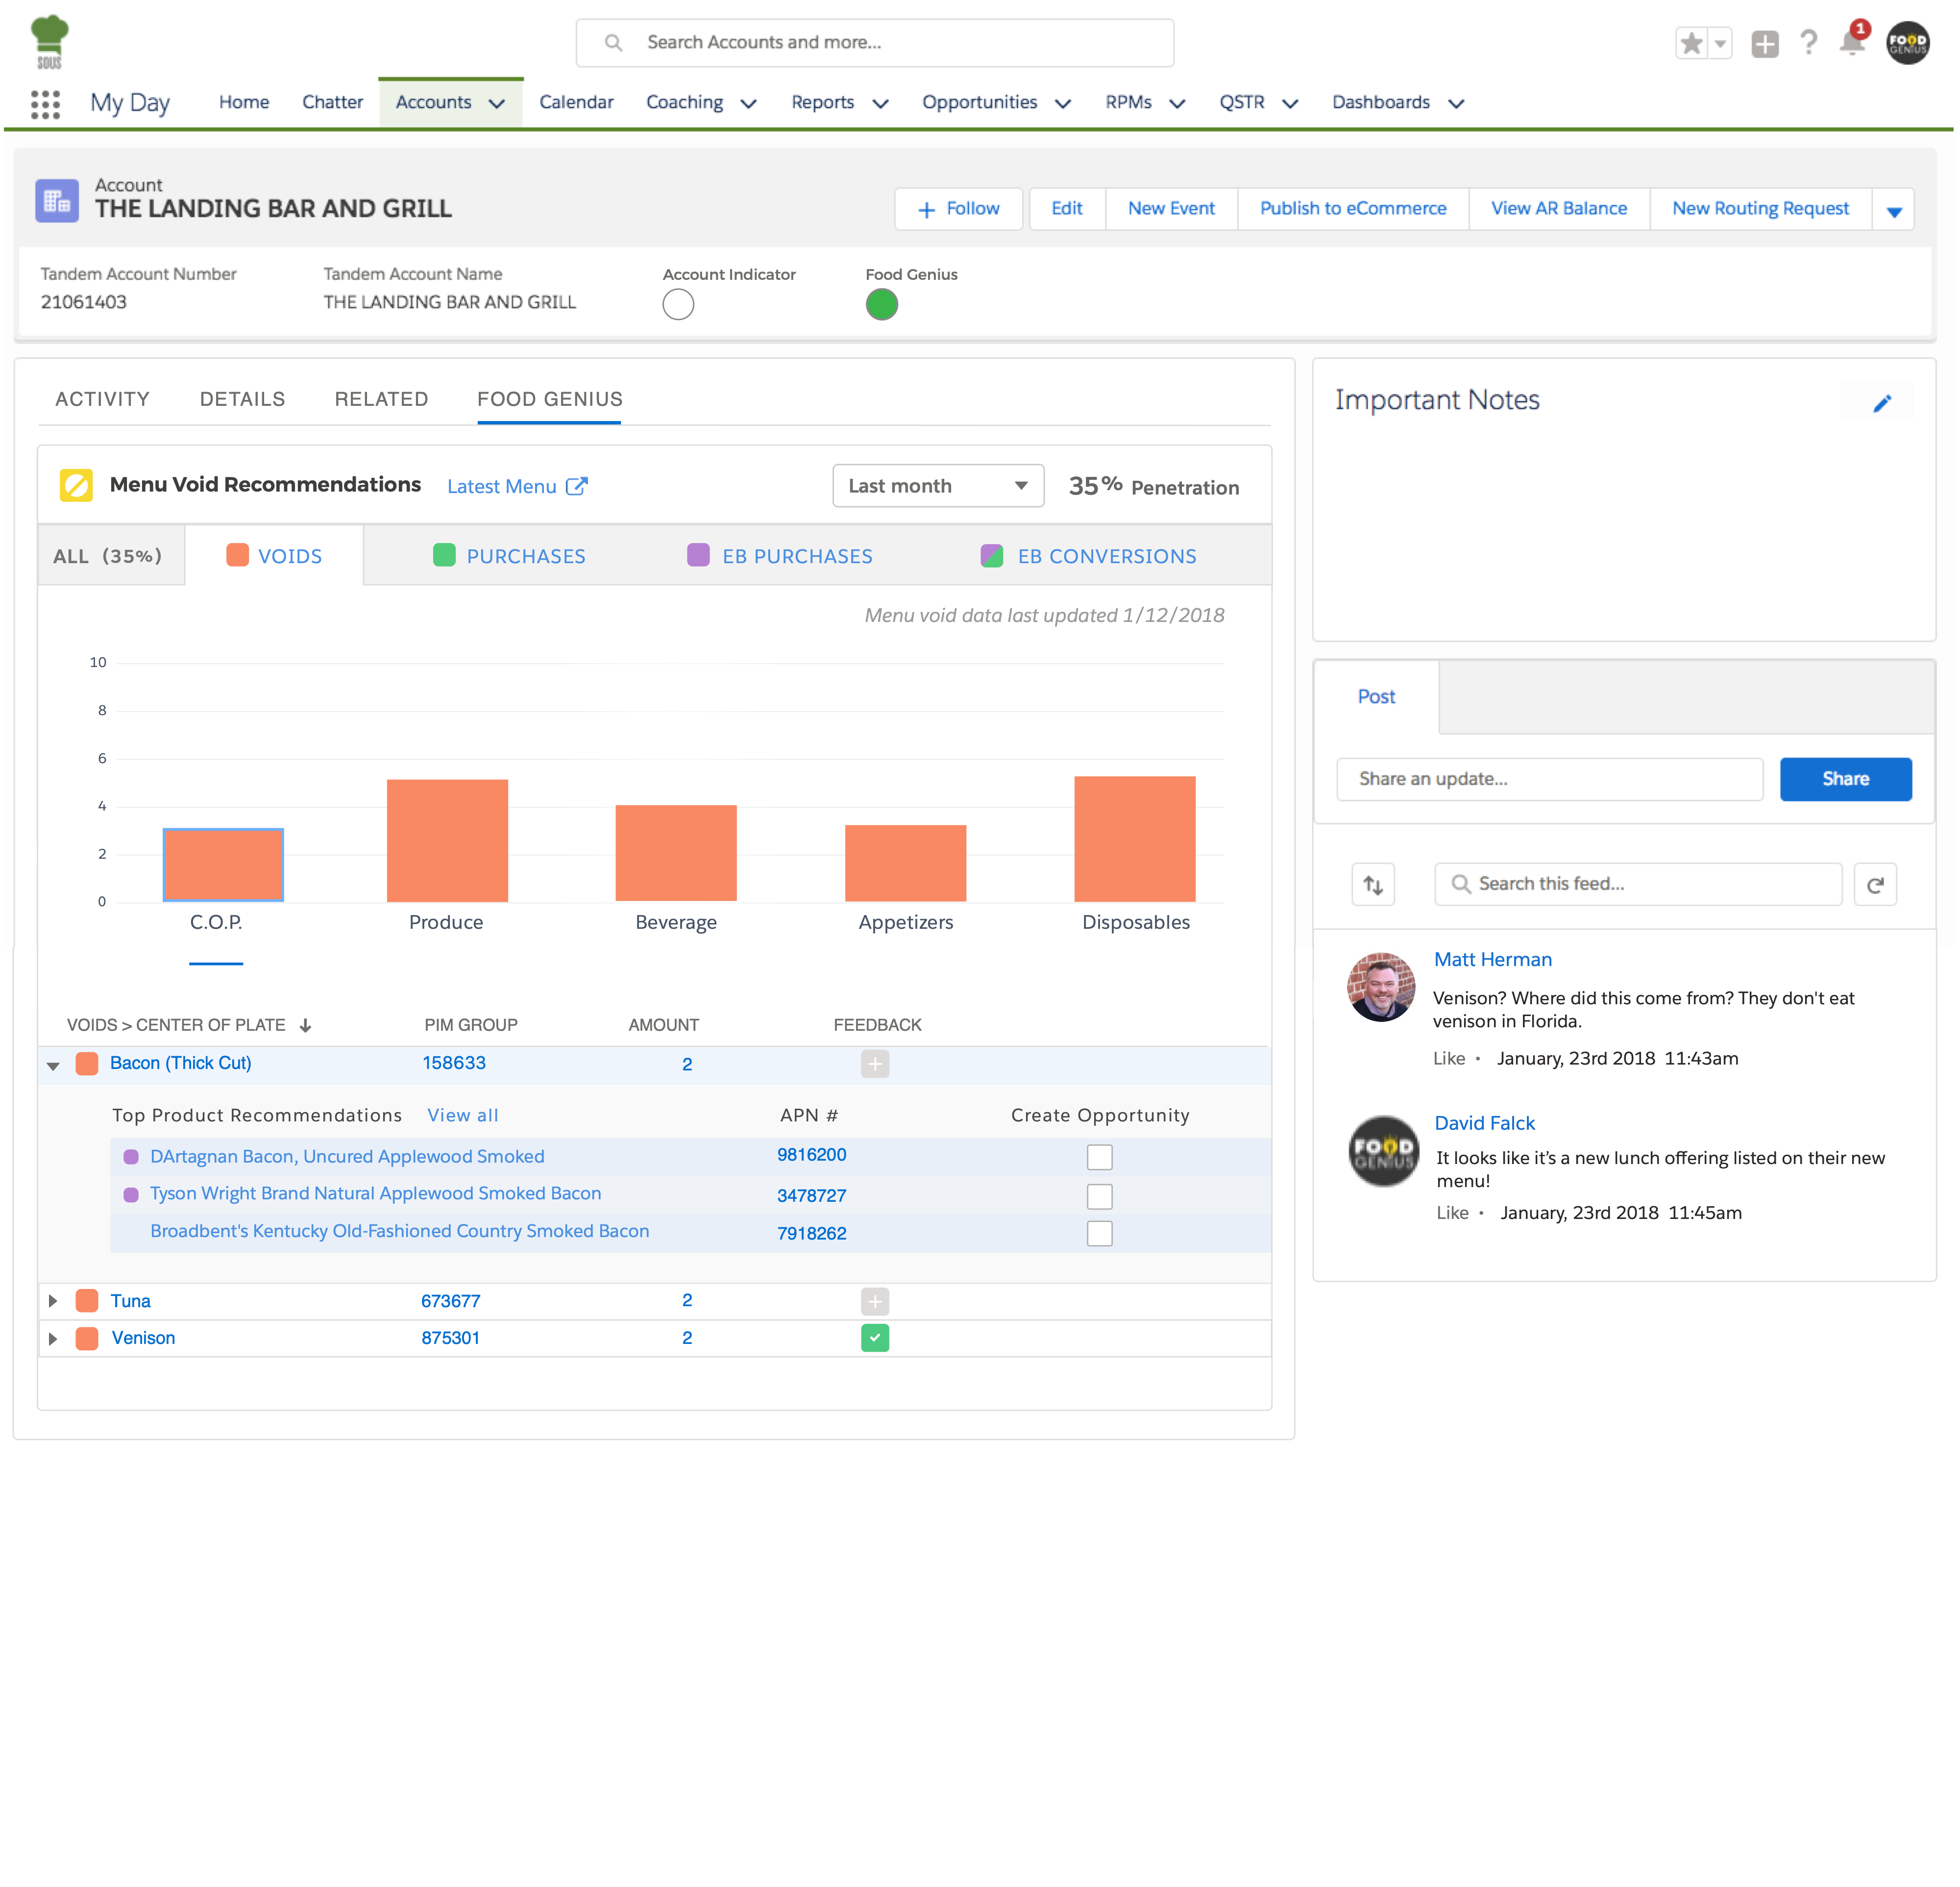 SOUS
Search Accounts and more...
1
FOOD GENIUS
My Day
Home
Chatter
Accounts
Calendar
Coaching
Reports
Opportunities
RPMs
QSTR
Dashboards
Account
THE LANDING BAR AND GRILL
Follow
Edit
New Event
Publish to eCommerce
View AR Balance
New Routing Request
Tandem Account Number
21061403
Tandem Account Name
THE LANDING BAR AND GRILL
Account Indicator
Food Genius
ACTIVITY
DETAILS
RELATED
FOOD GENIUS
Menu Void Recommendations
Latest Menu
Last month
35% Penetration
ALL (35%)
VOIDS
PURCHASES
EB PURCHASES
EB CONVERSIONS
Menu void data last updated 1/12/2018
10
8
6
4
2
0
C.O.P.
Produce
Beverage
Appetizers
Disposables
VOIDS > CENTER OF PLATE
PIM GROUP
AMOUNT
FEEDBACK
Bacon (Thick Cut)
158633
2
Top Product Recommendations
View all
APN #
Create Opportunity
DArtagnan Bacon, Uncured Applewood Smoked
9816200
Tyson Wright Brand Natural Applewood Smoked Bacon
3478727
Broadbent's Kentucky Old-Fashioned Country Smoked Bacon
7918262
Tuna
673677
2
Venison
875301
2
Important Notes
Post
Share an update...
Share
Search this feed...
Matt Herman
Venison? Where did this come from? They don't eat
venison in Florida.
Like • January, 23rd 2018 11:43am
FOOD GENIUS
David Falck
It looks like it’s a new lunch offering listed on their new
menu!
Like • January, 23rd 2018 11:45am